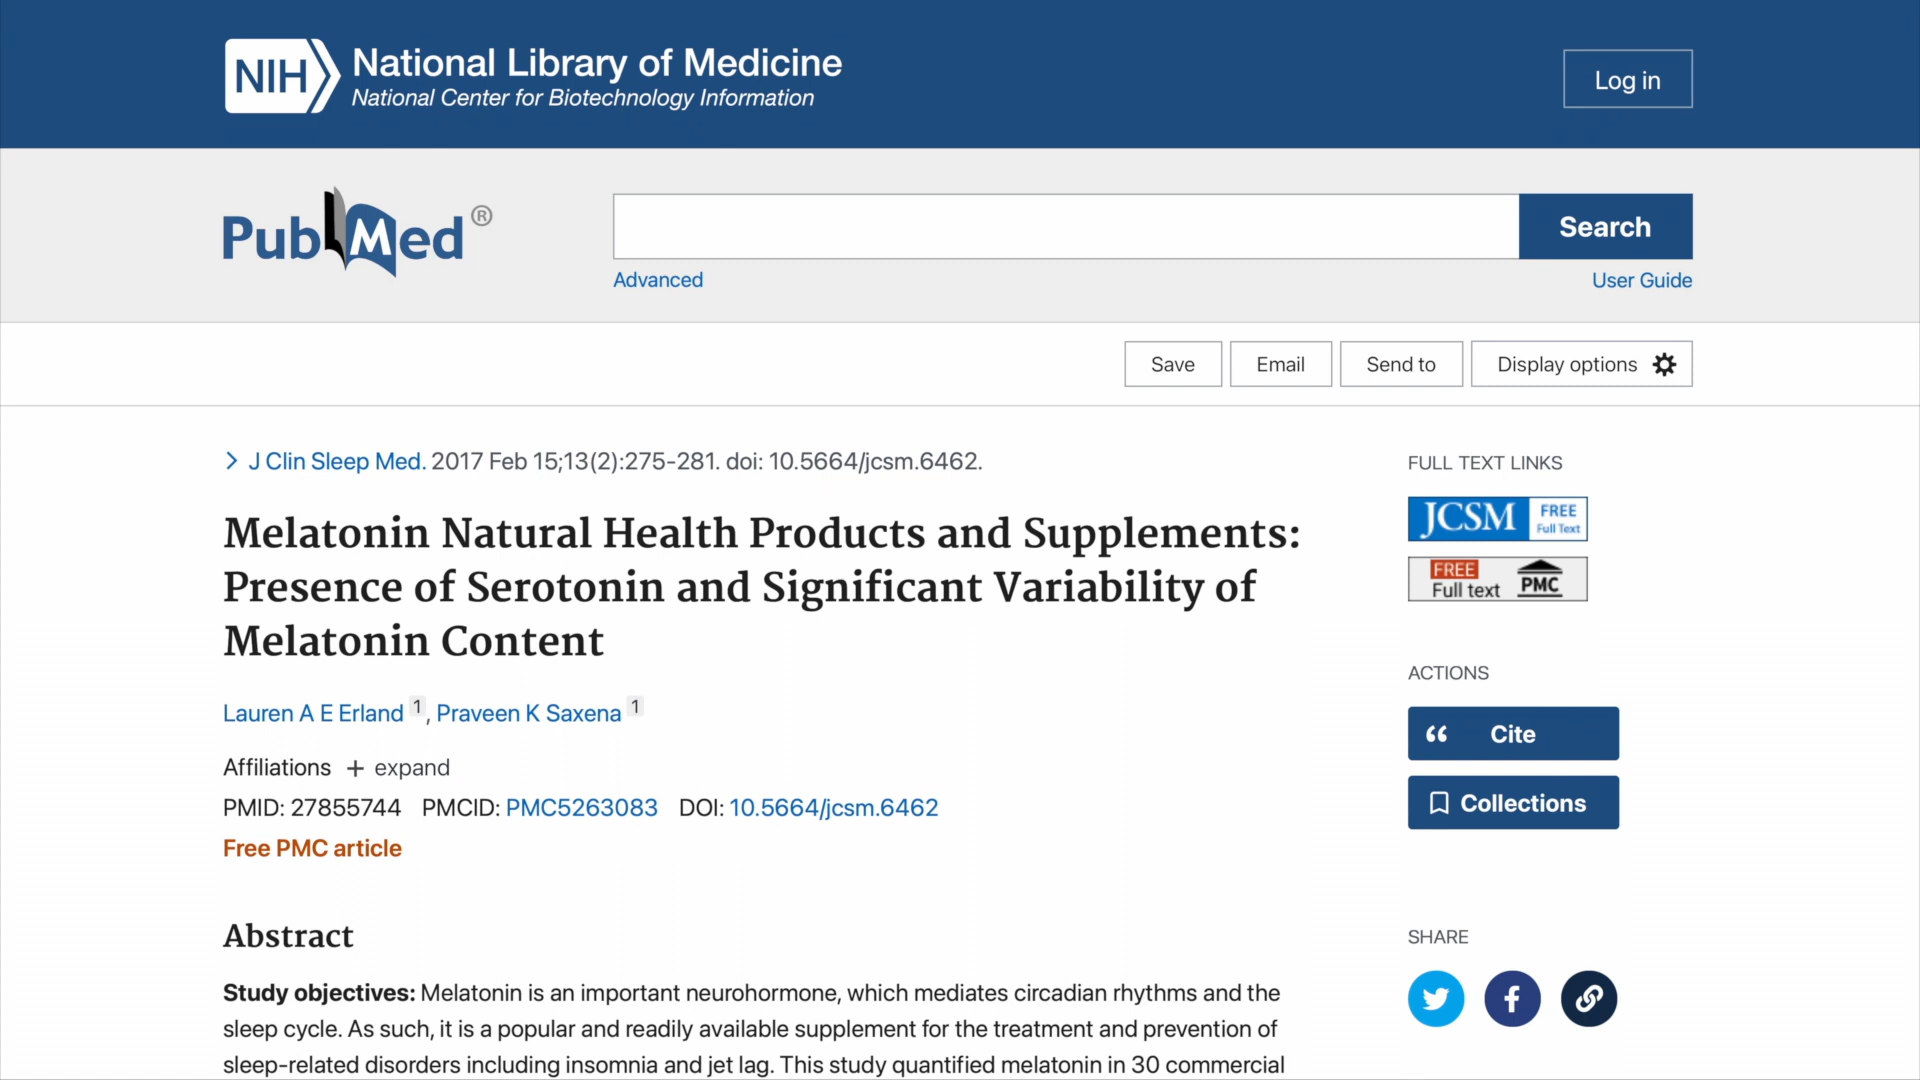 NIH National Library of Medicine
National Center for Biotechnology Information
Log in
PubMed®
Search
Advanced
User Guide
Save
Email
Send to
Display options
J Clin Sleep Med. 2017 Feb 15;13(2):275-281. doi: 10.5664/jcsm.6462.
Melatonin Natural Health Products and Supplements:
Presence of Serotonin and Significant Variability of
Melatonin Content
Lauren A E Erland 1, Praveen K Saxena 1
Affiliations + expand
PMID: 27855744 PMCID: PMC5263083 DOI: 10.5664/jcsm.6462
Free PMC article
Abstract
Study objectives: Melatonin is an important neurohormone, which mediates circadian rhythms and the
sleep cycle. As such, it is a popular and readily available supplement for the treatment and prevention of
sleep-related disorders including insomnia and jet lag. This study quantified melatonin in 30 commercial
FULL TEXT LINKS
JCSM FREE
Full Text
FREE
Full text PMC
ACTIONS
Cite
Collections
SHARE